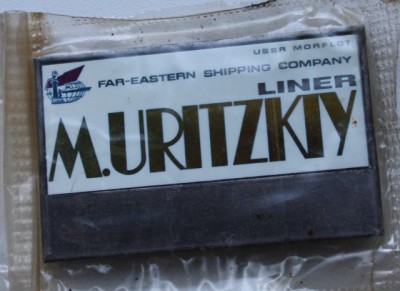 USSR MORFLOT
FAR-EASTERN SHIPPING COMPANY
LINER
M.URITZKIY